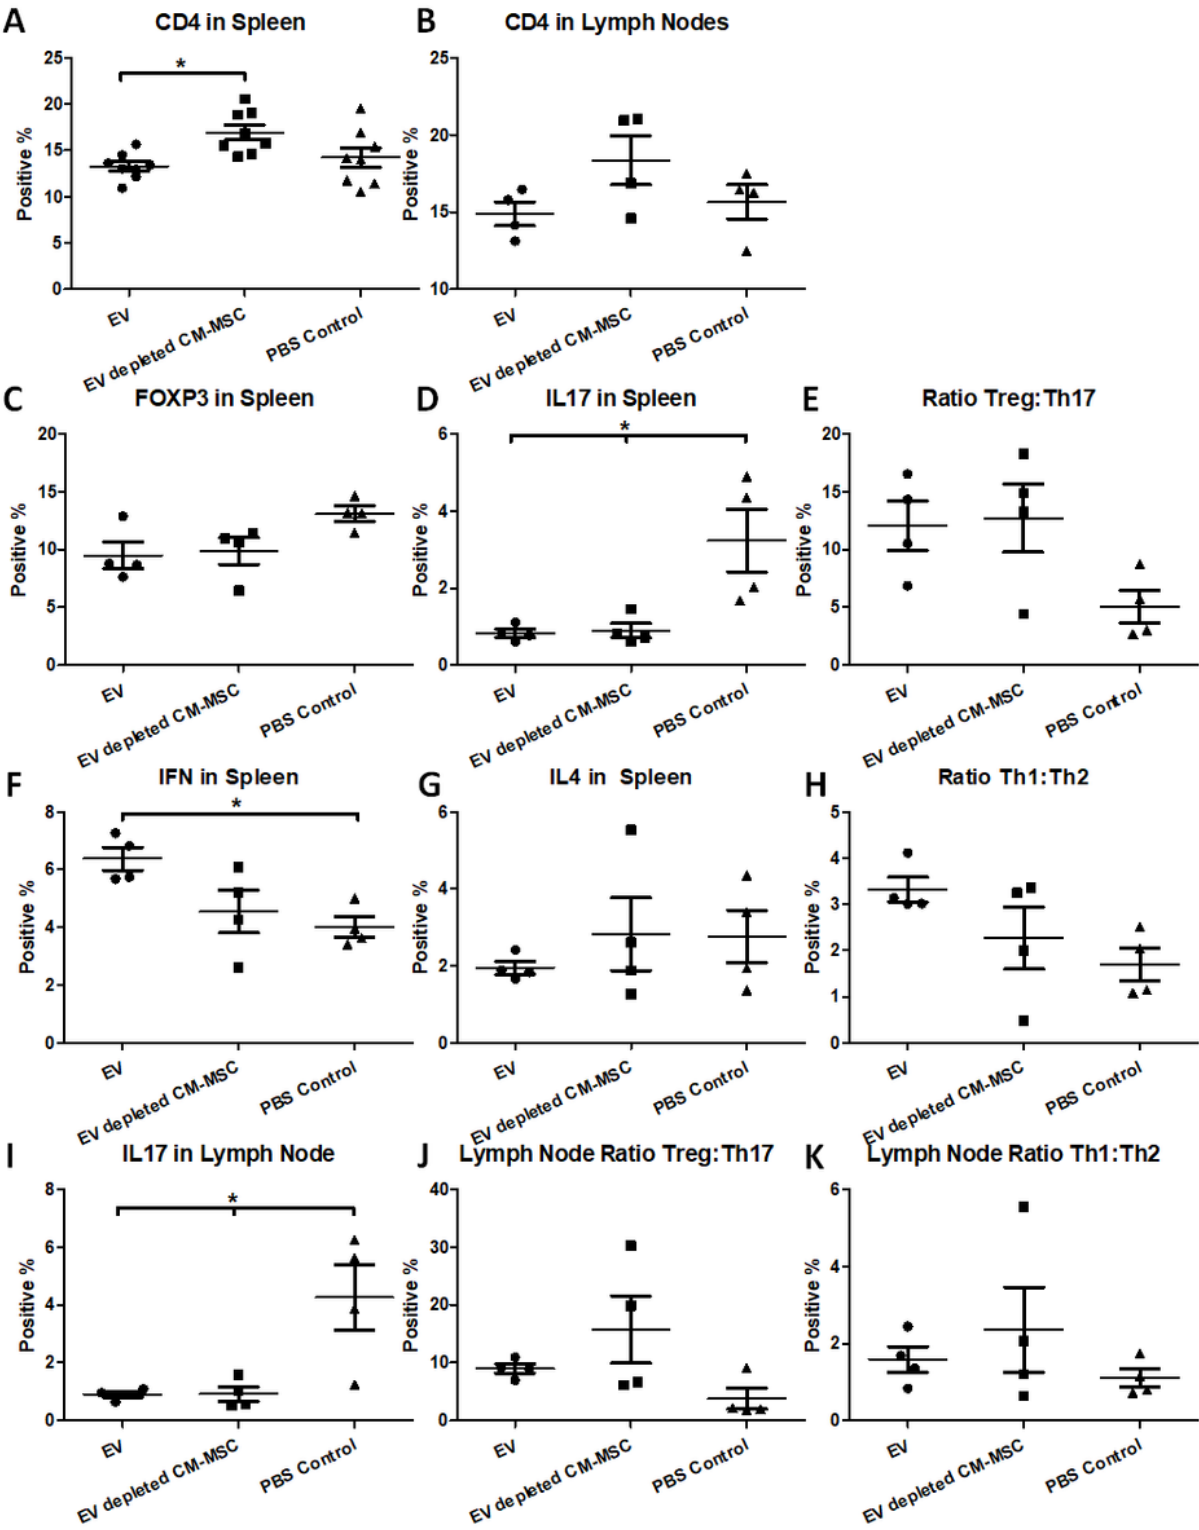 A CD4 in Spleen
B CD4 in Lymph Nodes
25
20
15
10
5
0
Positive %
*
EV
EV depleted CM-MSC
PBS Control
25
20
15
10
Positive %
EV
EV depleted CM-MSC
PBS Control
C FOXP3 in Spleen
D IL17 in Spleen
E Ratio Treg:Th17
20
15
10
5
0
Positive %
EV
EV depleted CM-MSC
PBS Control
6
4
2
0
Positive %
*
EV
EV depleted CM-MSC
PBS Control
20
15
10
5
0
Positive %
EV
EV depleted CM-MSC
PBS Control
F IFN in Spleen
G IL4 in Spleen
H Ratio Th1:Th2
8
6
4
2
0
Positive %
*
EV
EV depleted CM-MSC
PBS Control
6
4
2
0
Positive %
EV
EV depleted CM-MSC
PBS Control
5
4
3
2
1
0
Positive %
EV
EV depleted CM-MSC
PBS Control
I IL17 in Lymph Node
J Lymph Node Ratio Treg:Th17
K Lymph Node Ratio Th1:Th2
8
6
4
2
0
Positive %
*
EV
EV depleted CM-MSC
PBS Control
40
30
20
10
0
Positive %
EV
EV depleted CM-MSC
PBS Control
6
4
2
0
Positive %
EV
EV depleted CM-MSC
PBS Control